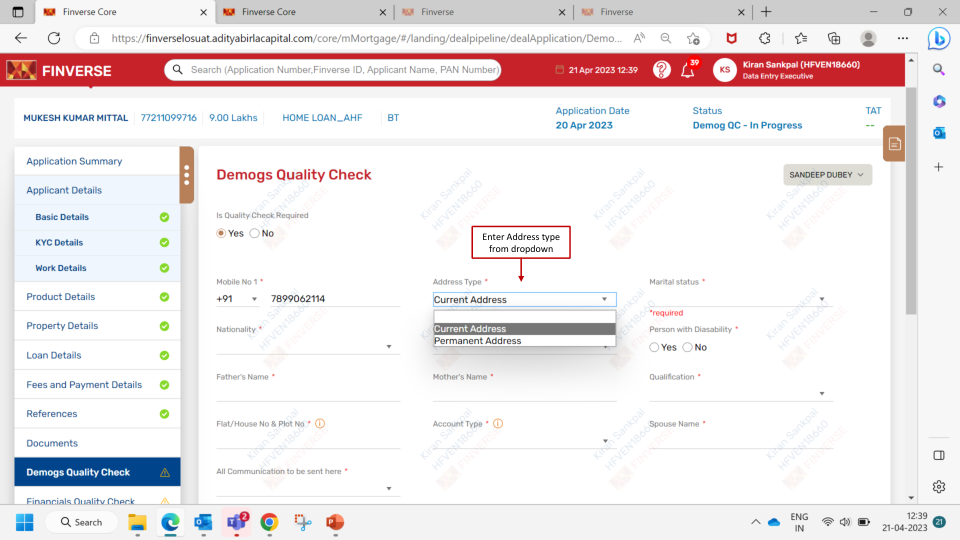 Finverse Core
Finverse Core
Finverse
Finverse
https://finverselosuat.adityabirlacapital.com/core/mMortgage/#/landing/dealpipeline/dealApplication/Demo...
FINVERSE
Search (Application Number,Finverse ID, Applicant Name, PAN Number)
21 Apr 2023 12:39
39
KS
Kiran Sankpal (HFVEN18660)
Data Entry Executive
MUKESH KUMAR MITTAL
77211099716
9.00 Lakhs
HOME LOAN_AHF
BT
Application Date
20 Apr 2023
Status
Demog QC - In Progress
TAT
--
Application Summary
Applicant Details
Basic Details
KYC Details
Work Details
Product Details
Property Details
Loan Details
Fees and Payment Details
References
Documents
Demogs Quality Check
Financials Quality Check
Demogs Quality Check
SANDEEP DUBEY
Is Quality Check Required
Yes No
Enter Address type
from dropdown
Mobile No 1 *
+91 7899062114
Address Type *
Current Address
Current Address
Permanent Address
Marital status *
*required
Nationality *
Person with Diasability *
Yes No
Father's Name *
Mother's Name *
Qualification *
Flat/House No & Plot No *
Account Type *
Spouse Name *
All Communication to be sent here *
Kiran Sankpal
HFVEN18660
FINVERSE
Search
2
ENG
IN
12:39
21-04-2023
21